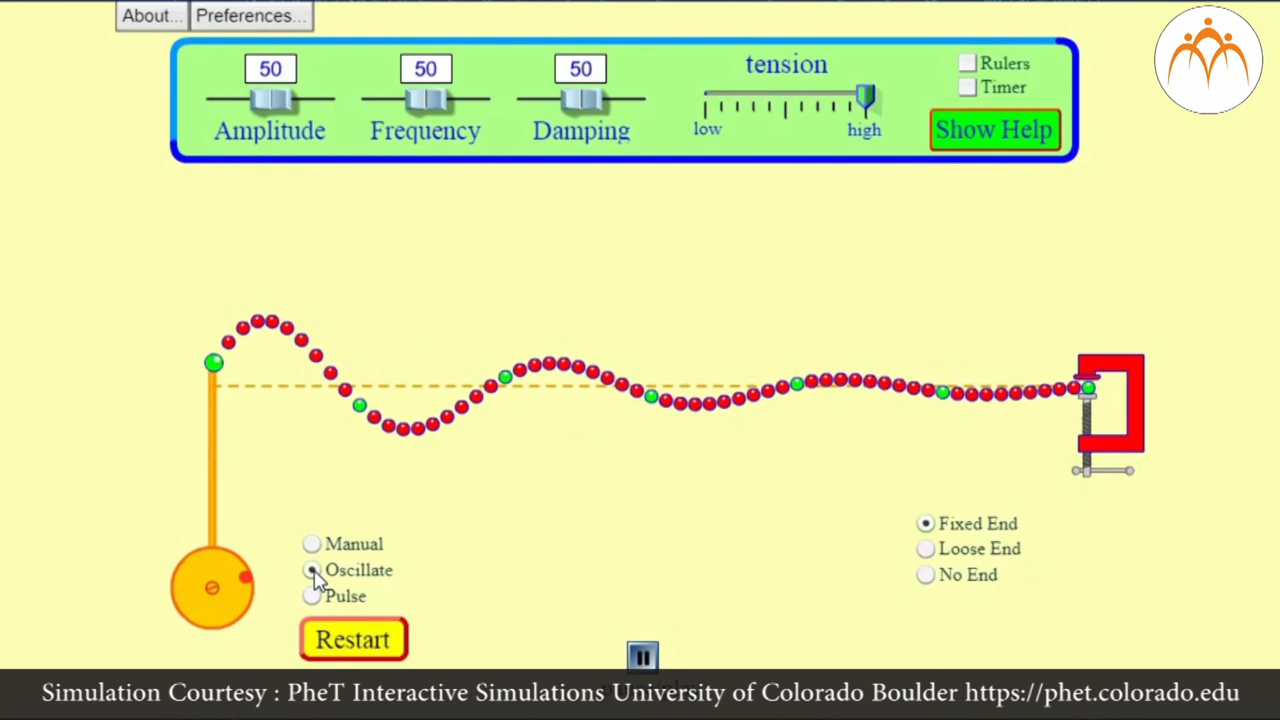 About... Preferences...
50 50 50 tension Rulers
Timer
Amplitude Frequency Damping low high Show Help
Manual Fixed End
Oscillate Loose End
Pulse No End
Restart
Simulation Courtesy : PheT Interactive Simulations University of Colorado Boulder https://phet.colorado.edu